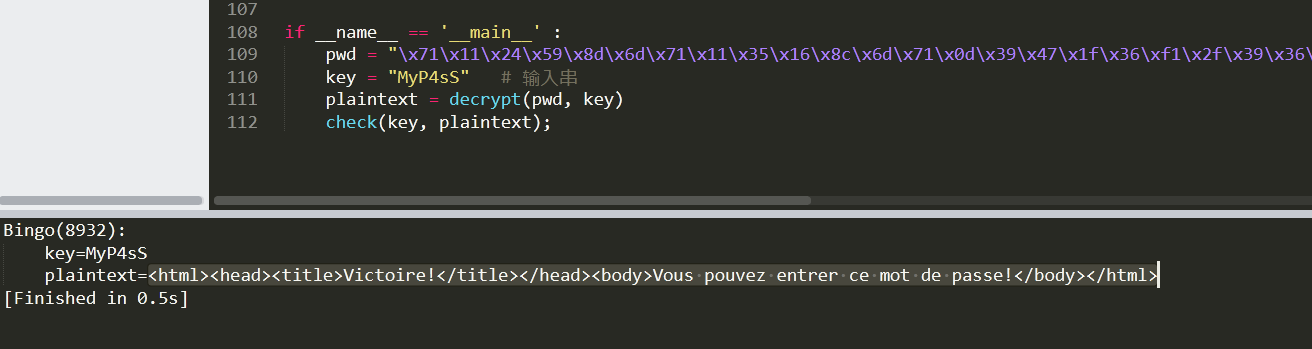 107
108 if __name__ == '__main__' :
109 pwd = "\x71\x11\x24\x59\x8d\x6d\x71\x11\x35\x16\x8c\x6d\x71\x0d\x39\x47\x1f\x36\xf1\x2f\x39\x36\
110 key = "MyP4sS" # 输入串
111 plaintext = decrypt(pwd, key)
112 check(key, plaintext);
Bingo(8932):
key=MyP4sS
plaintext=<html><head><title>Victoire!</title></head><body>Vous pouvez entrer ce mot de passe!</body></html>
[Finished in 0.5s]